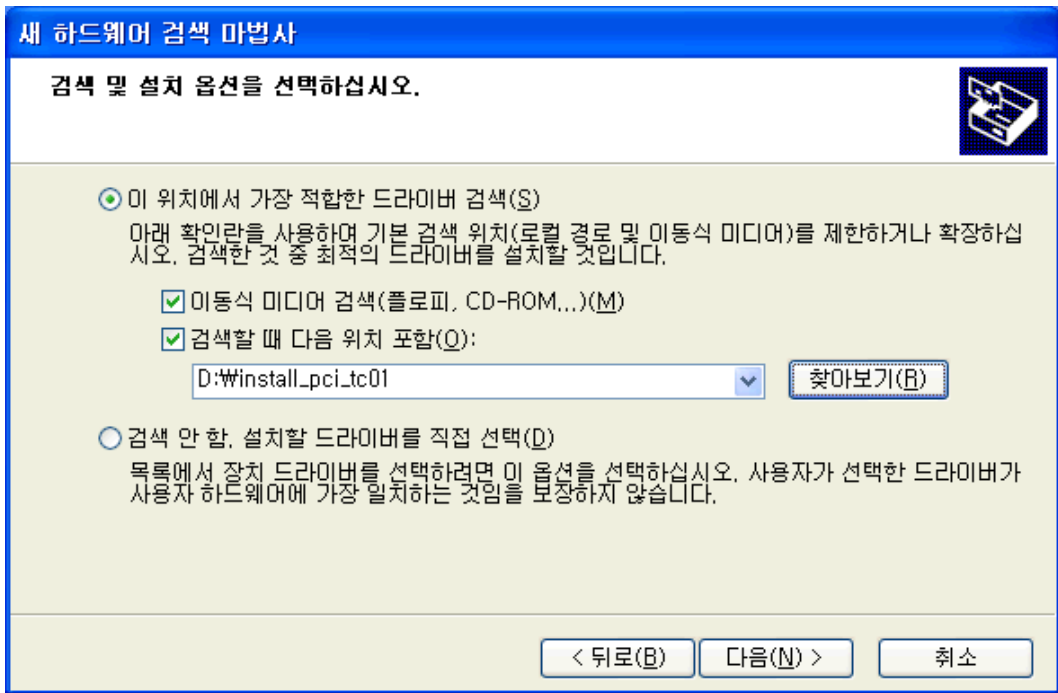 새 하드웨어 검색 마법사
검색 및 설치 옵션을 선택하십시오.
이 위치에서 가장 적합한 드라이버 검색(S)
아래 확인란을 사용하여 기본 검색 위치(로컬 경로 및 이동식 미디어)를 제한하거나 확장하십
시오. 검색한 것 중 최적의 드라이버를 설치할 것입니다.
이동식 미디어 검색(플로피, CD-ROM...)(M)
검색할 때 다음 위치 포함(O):
D:₩install_pci_tc01
찾아보기(R)
검색 안 함. 설치할 드라이버를 직접 선택(D)
목록에서 장치 드라이버를 선택하려면 이 옵션을 선택하십시오. 사용자가 선택한 드라이버가
사용자 하드웨어에 가장 일치하는 것임을 보장하지 않습니다.
< 뒤로(B) 다음(N) > 취소